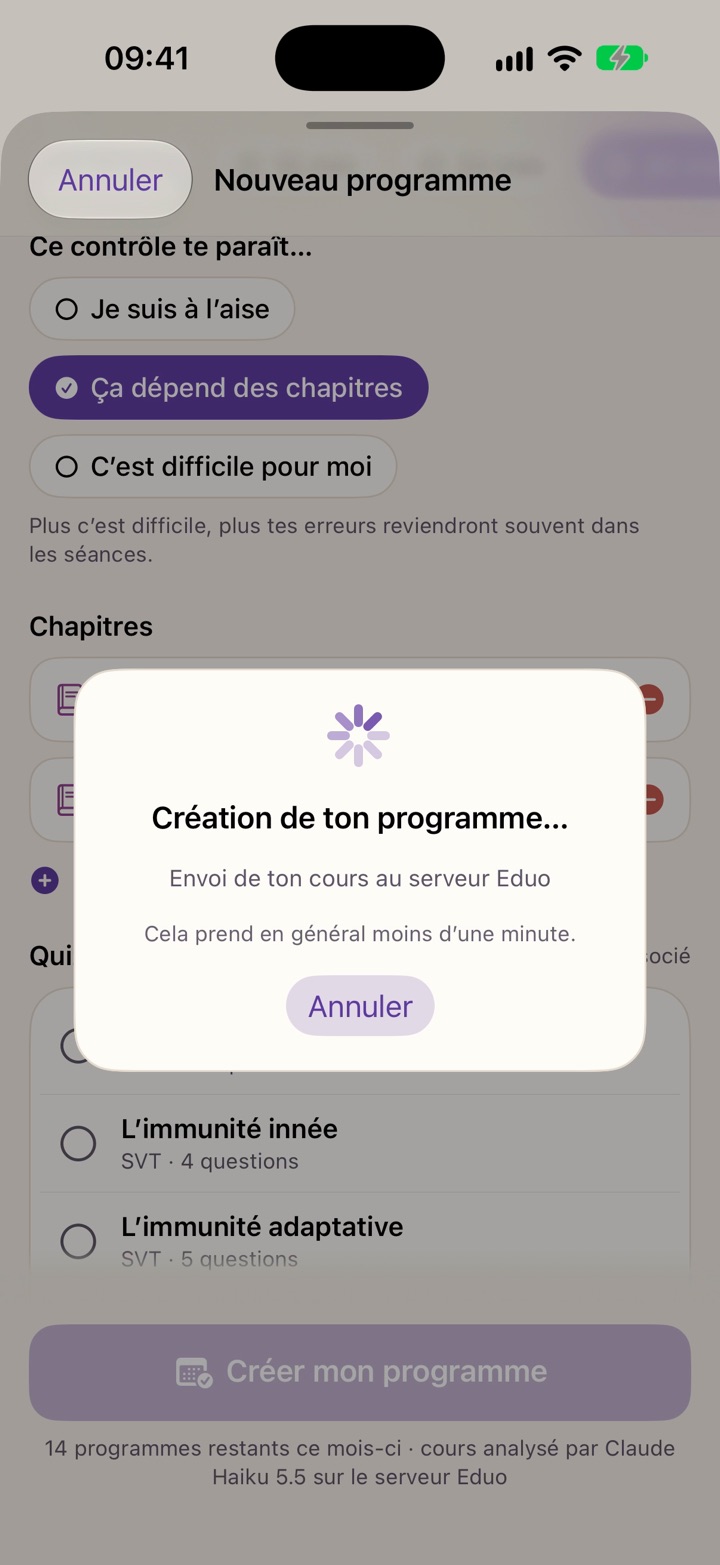 09:41
Annuler
Nouveau programme
Ce contrôle te paraît...
Je suis à l’aise
Ça dépend des chapitres
C’est difficile pour moi
Plus c’est difficile, plus tes erreurs reviendront souvent dans
les séances.
Chapitres
Création de ton programme...
Envoi de ton cours au serveur Eduo
Cela prend en général moins d’une minute.
Annuler
L’immunité innée
SVT · 4 questions
L’immunité adaptative
SVT · 5 questions
Créer mon programme
14 programmes restants ce mois-ci · cours analysé par Claude
Haiku 5.5 sur le serveur Eduo